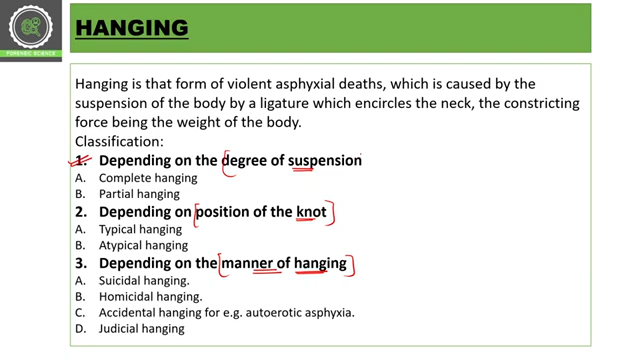 HANGING
FORENSIC SCIENCE
Hanging is that form of violent asphyxial deaths, which is caused by the
suspension of the body by a ligature which encircles the neck, the constricting
force being the weight of the body.
Classification:
1. Depending on the degree of suspension
A. Complete hanging
B. Partial hanging
2. Depending on position of the knot
A. Typical hanging
B. Atypical hanging
3. Depending on the manner of hanging
A. Suicidal hanging.
B. Homicidal hanging.
C. Accidental hanging for e.g. autoerotic asphyxia.
D. Judicial hanging